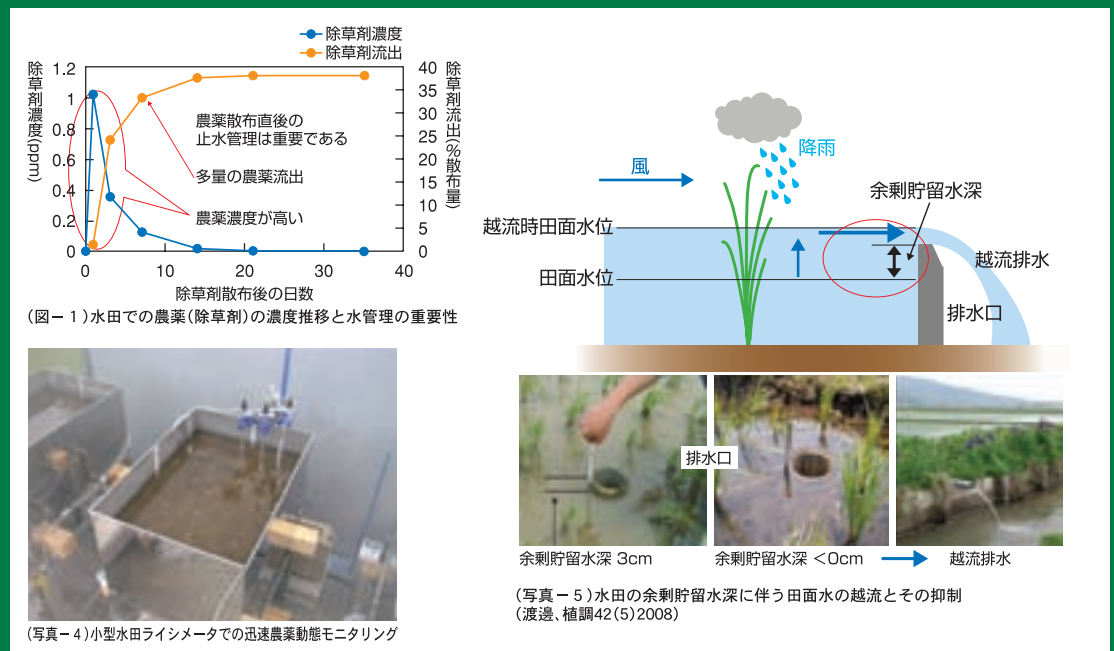 除草剤濃度
除草剤流出
除草剤濃度(ppm)
1.2
1
0.8
0.6
0.4
0.2
0
40
35
30
25
20
15
10
5
0
除草剤流出(%散布量)
農薬散布直後の
止水管理は重要である
多量の農薬流出
農薬濃度が高い
0
10
20
30
40
除草剤散布後の日数
(図－1)水田での農薬(除草剤)の濃度推移と水管理の重要性
(写真－4)小型水田ライシメータでの迅速農薬動態モニタリング
降雨
風
余剰貯留水深
越流時田面水位
田面水位
越流排水
排水口
排水口
余剰貯留水深 3cm
余剰貯留水深 <0cm
越流排水
(写真－5)水田の余剰貯留水深に伴う田面水の越流とその抑制
(渡邊、植調42(5)2008)